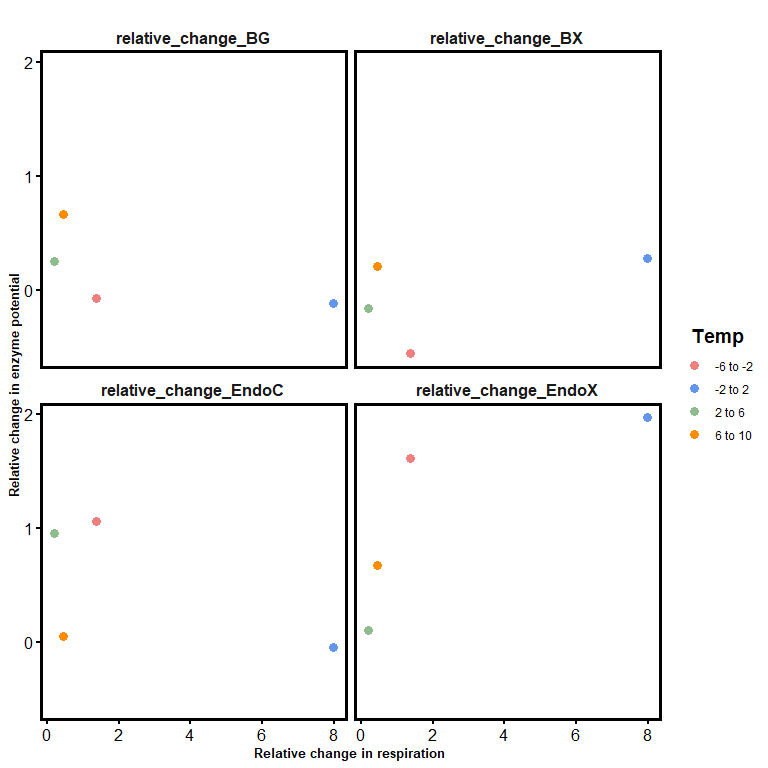 relative_change_BG
relative_change_BX
2
1
0
relative_change_EndoC
relative_change_EndoX
2
1
0
0
2
4
6
8
0
2
4
6
8
Relative change in respiration
Relative change in enzyme potential
Temp
-6 to -2
-2 to 2
2 to 6
6 to 10